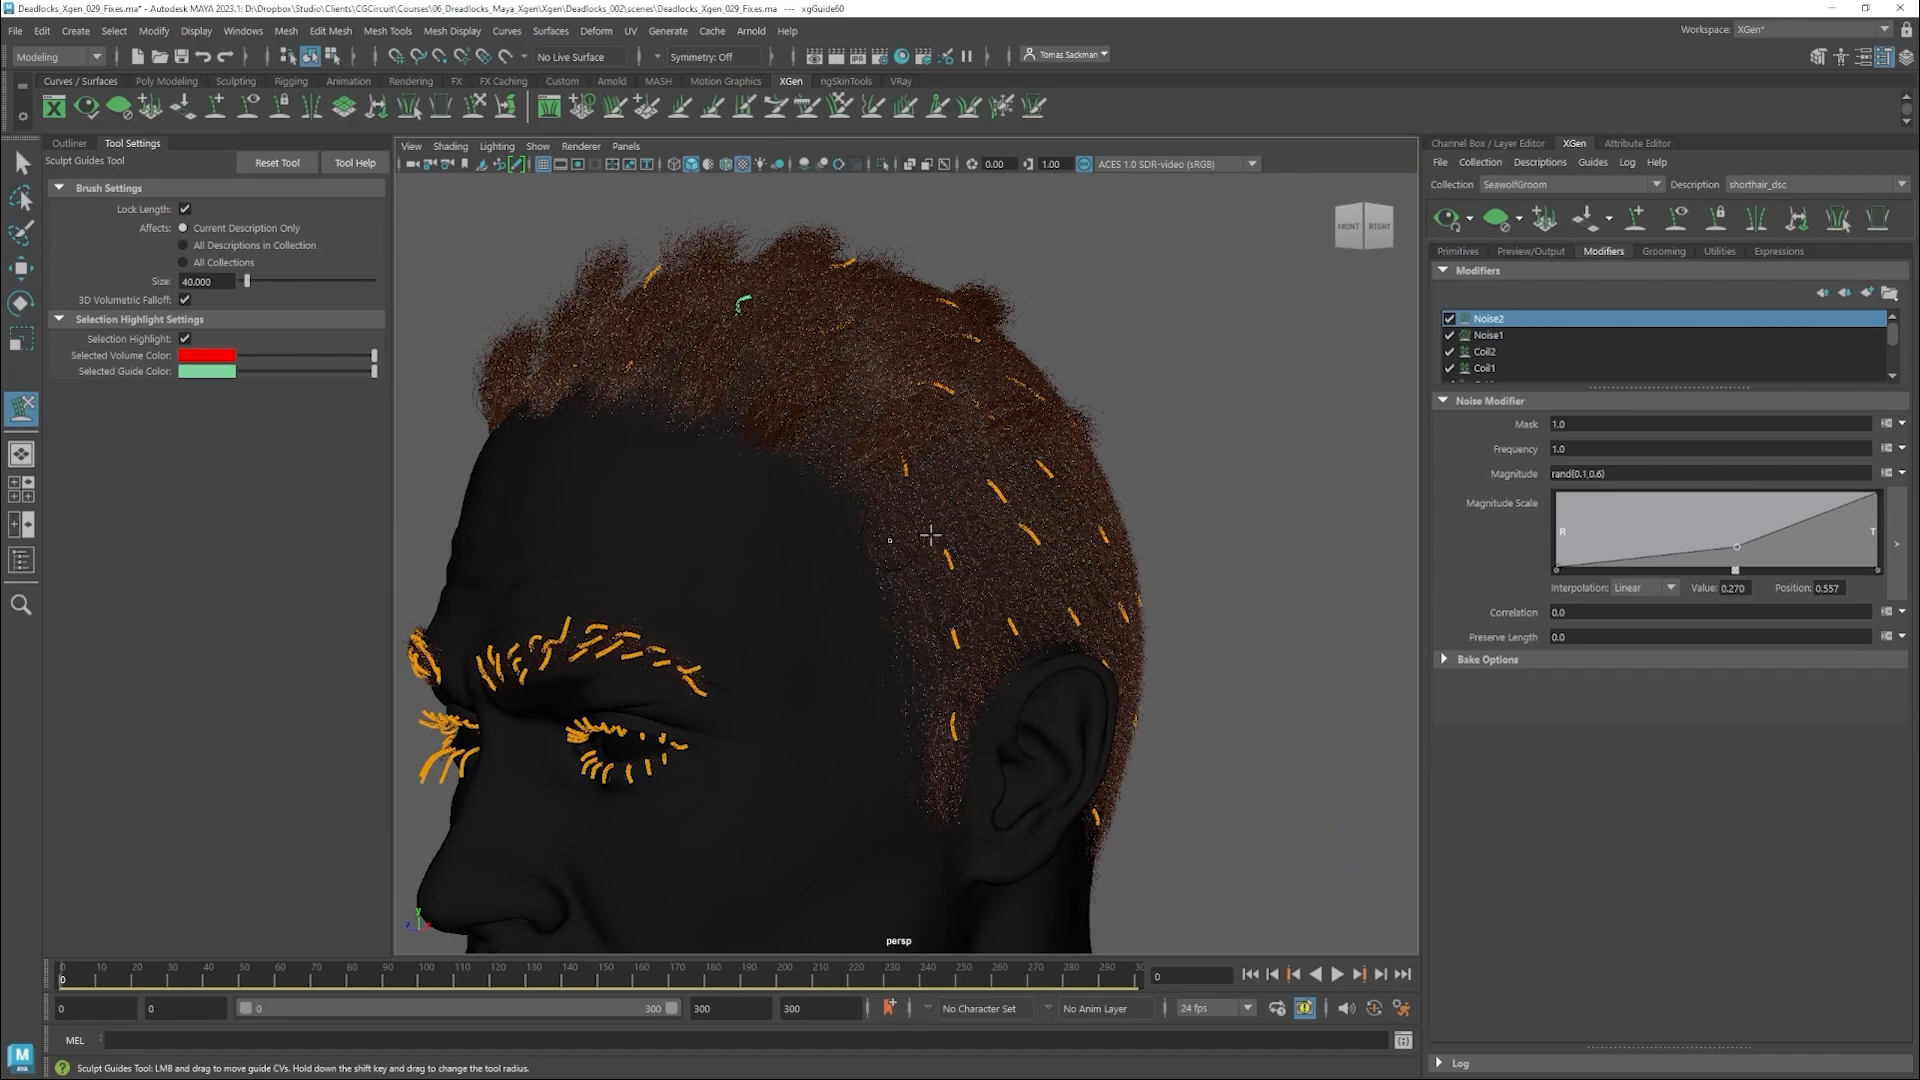 Deadlocks_Xgen_029_Fixes.ma* - Autodesk MAYA 2023.1: D:\Dropbox\Studio\Clients\CGCircuit\Courses\06_Dreadlocks_Maya_Xgen\Xgen\Dreadlocks_002\scenes\Deadlocks_Xgen_029_Fixes.ma --- xgGuide60
File Edit Create Select Modify Display Windows Mesh Edit Mesh Mesh Tools Mesh Display Curves Surfaces Deform UV Generate Cache Arnold Help
Workspace: XGen*
Modeling No Live Surface Symmetry: Off Tomas Sackman
Curves / Surfaces Poly Modeling Sculpting Rigging Animation Rendering FX FX Caching Custom Arnold MASH Motion Graphics XGen ngSkinTools VRay
Outliner Tool Settings
Sculpt Guides Tool Reset Tool Tool Help
Brush Settings
Lock Length:
Affects: Current Description Only
All Descriptions in Collection
All Collections
Size: 40.000
3D Volumetric Falloff:
Selection Highlight Settings
Selection Highlight:
Selected Volume Color:
Selected Guide Color:
View Shading Lighting Show Renderer Panels
0.00 1.00 ACES 1.0 SDR-video (sRGB)
FRONT RIGHT
persp
Channel Box / Layer Editor XGen Attribute Editor
File Collection Descriptions Guides Log Help
Collection SeawolfGroom Description shorthair_dsc
Primitives Preview/Output Modifiers Grooming Utilities Expressions
Modifiers
Noise2
Noise1
Coil2
Coil1
Noise Modifier
Mask 1.0
Frequency 1.0
Magnitude rand(0.1,0.6)
Magnitude Scale
R T
>
Interpolation: Linear Value: 0.270 Position: 0.557
Correlation 0.0
Preserve Length 0.0
Bake Options
Log
0 10 20 30 40 50 60 70 80 90 100 110 120 130 140 150 160 170 180 190 200 210 220 230 240 250 260 270 280 290 30
0
0
0 0 0 300 300 300 No Character Set No Anim Layer 24 fps
MEL
Sculpt Guides Tool: LMB and drag to move guide CVs. Hold down the shift key and drag to change the tool radius.
M
AYA